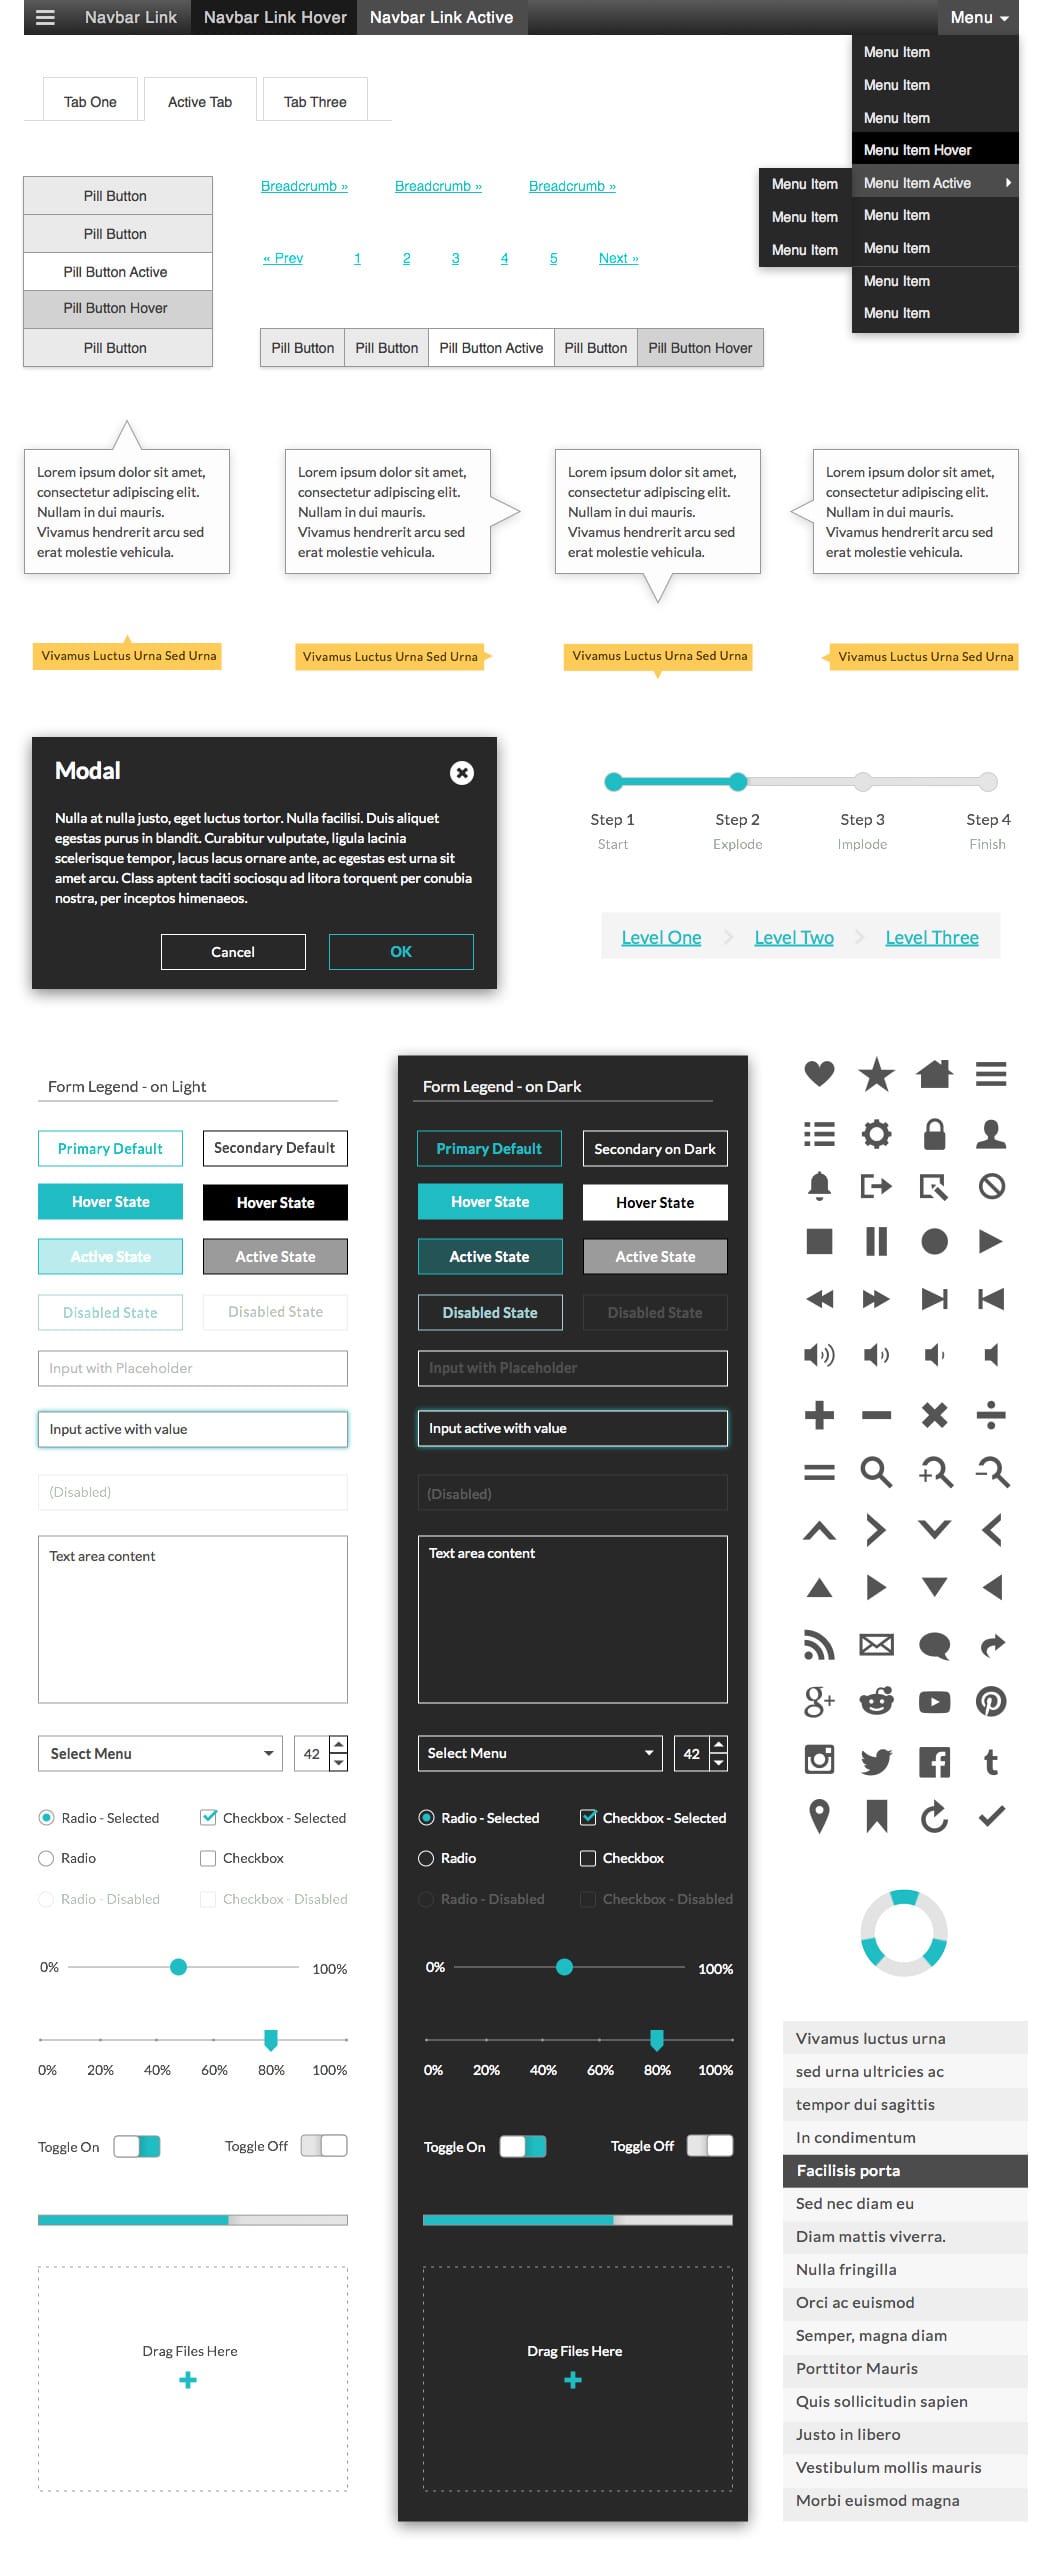 Navbar Link Navbar Link Hover Navbar Link Active Menu
Menu Item
Menu Item
Menu Item
Menu Item Hover
Menu Item Active
Menu Item
Menu Item
Menu Item
Menu Item
Menu Item
Menu Item
Menu Item
Tab One Active Tab Tab Three
Pill Button
Pill Button
Pill Button Active
Pill Button Hover
Pill Button
Breadcrumb » Breadcrumb » Breadcrumb »
« Prev 1 2 3 4 5 Next »
Pill Button Pill Button Pill Button Active Pill Button Pill Button Hover
Lorem ipsum dolor sit amet,
consectetur adipiscing elit.
Nullam in dui mauris.
Vivamus hendrerit arcu sed
erat molestie vehicula.
Lorem ipsum dolor sit amet,
consectetur adipiscing elit.
Nullam in dui mauris.
Vivamus hendrerit arcu sed
erat molestie vehicula.
Lorem ipsum dolor sit amet,
consectetur adipiscing elit.
Nullam in dui mauris.
Vivamus hendrerit arcu sed
erat molestie vehicula.
Lorem ipsum dolor sit amet,
consectetur adipiscing elit.
Nullam in dui mauris.
Vivamus hendrerit arcu sed
erat molestie vehicula.
Vivamus Luctus Urna Sed Urna
Vivamus Luctus Urna Sed Urna
Vivamus Luctus Urna Sed Urna
Vivamus Luctus Urna Sed Urna
Modal
Nulla at nulla justo, eget luctus tortor. Nulla facilisi. Duis aliquet
egestas purus in blandit. Curabitur vulputate, ligula lacinia
scelerisque tempor, lacus lacus ornare ante, ac egestas est urna sit
amet arcu. Class aptent taciti sociosqu ad litora torquent per conubia
nostra, per inceptos himenaeos.
Cancel OK
Step 1 Step 2 Step 3 Step 4
Start Explode Implode Finish
Level One Level Two Level Three
Form Legend - on Light
Primary Default Secondary Default
Hover State Hover State
Active State Active State
Disabled State Disabled State
Input with Placeholder
Input active with value
(Disabled)
Text area content
Select Menu 42
Radio - Selected Checkbox - Selected
Radio Checkbox
Radio - Disabled Checkbox - Disabled
0% 100%
0% 20% 40% 60% 80% 100%
Toggle On Toggle Off
Drag Files Here
Form Legend - on Dark
Primary Default Secondary on Dark
Hover State Hover State
Active State Active State
Disabled State Disabled State
Input with Placeholder
Input active with value
(Disabled)
Text area content
Select Menu 42
Radio - Selected Checkbox - Selected
Radio Checkbox
Radio - Disabled Checkbox - Disabled
0% 100%
0% 20% 40% 60% 80% 100%
Toggle On Toggle Off
Drag Files Here
Vivamus luctus urna
sed urna ultricies ac
tempor dui sagittis
In condimentum
Facilisis porta
Sed nec diam eu
Diam mattis viverra.
Nulla fringilla
Orci ac euismod
Semper, magna diam
Porttitor Mauris
Quis sollicitudin sapien
Justo in libero
Vestibulum mollis mauris
Morbi euismod magna